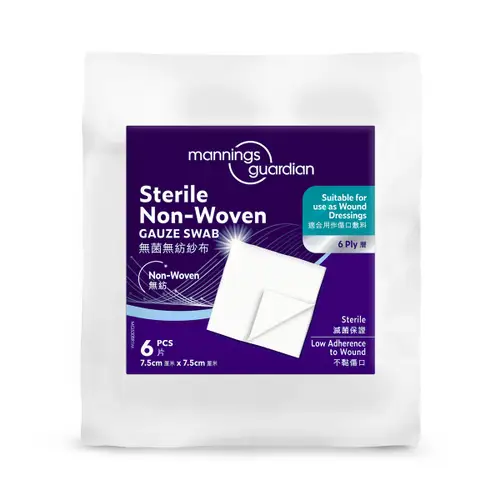 mannings
guardian
Sterile
Non-Woven
GAUZE SWAB
無菌無紡紗布
Suitable for
use as Wound
Dressings
適合用作傷口敷料
6 Ply 層
Non-Woven
無紡
Sterile
滅菌保證
Low Adherence
to Wound
不黏傷口
6 PCS
片
7.5cm 厘米 x 7.5cm 厘米